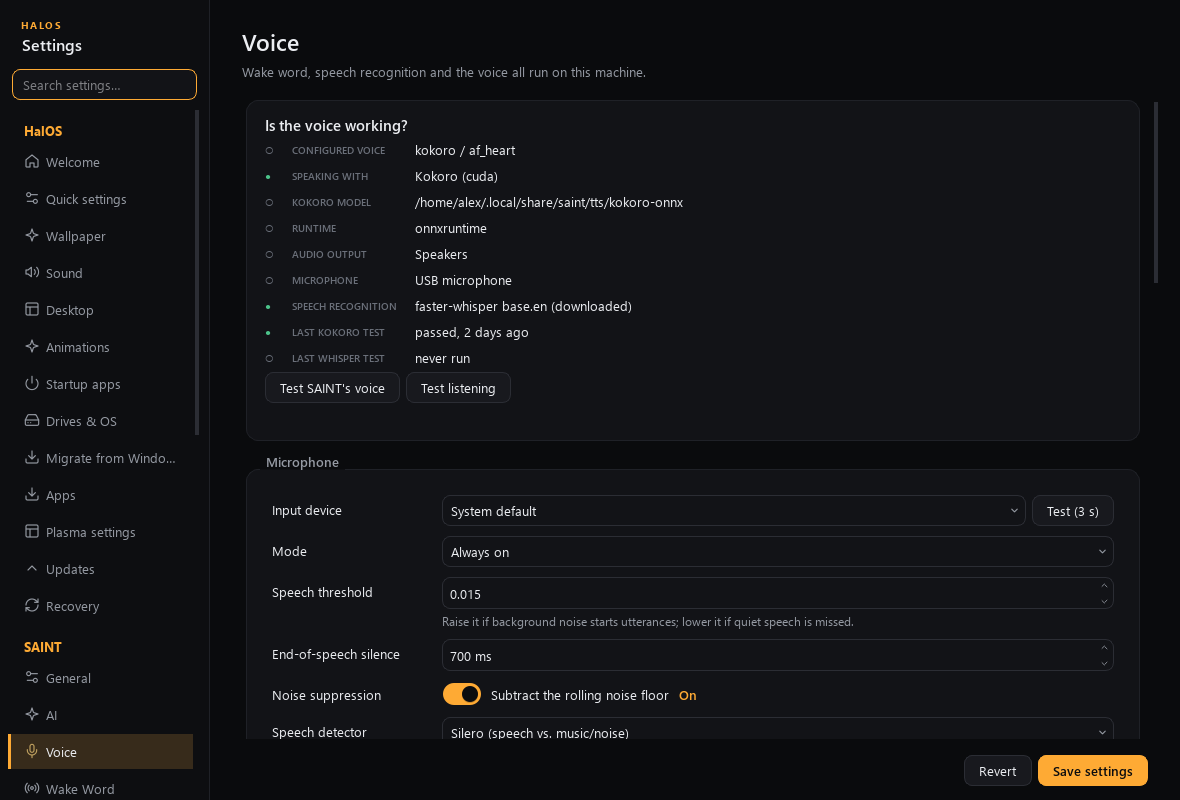 HALOS
Settings
Search settings...
HalOS
Welcome
Quick settings
Wallpaper
Sound
Desktop
Animations
Startup apps
Drives & OS
Migrate from Windo...
Apps
Plasma settings
Updates
Recovery
SAINT
General
AI
Voice
Wake Word
Voice
Wake word, speech recognition and the voice all run on this machine.
Is the voice working?
CONFIGURED VOICE kokoro / af_heart
SPEAKING WITH Kokoro (cuda)
KOKORO MODEL /home/alex/.local/share/saint/tts/kokoro-onnx
RUNTIME onnxruntime
AUDIO OUTPUT Speakers
MICROPHONE USB microphone
SPEECH RECOGNITION faster-whisper base.en (downloaded)
LAST KOKORO TEST passed, 2 days ago
LAST WHISPER TEST never run
Test SAINT's voice Test listening
Microphone
Input device System default Test (3 s)
Mode Always on
Speech threshold 0.015
Raise it if background noise starts utterances; lower it if quiet speech is missed.
End-of-speech silence 700 ms
Noise suppression Subtract the rolling noise floor On
Speech detector Silero (speech vs. music/noise)
Revert Save settings